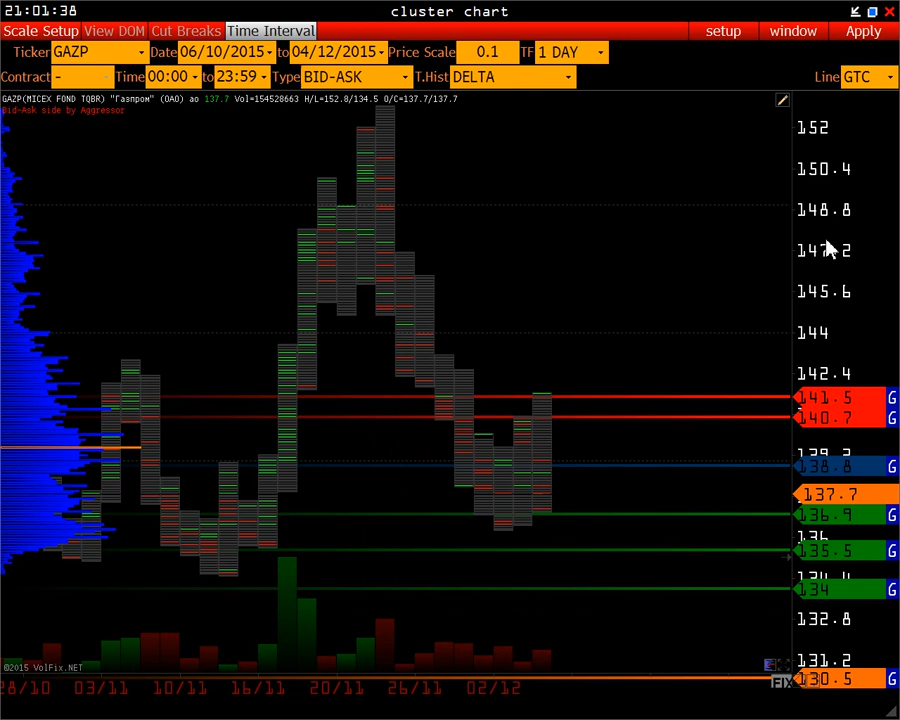 21:01:38 cluster chart
Scale Setup View DOM Cut Breaks Time Interval setup window Apply
Ticker GAZP Date 06/10/2015 to 04/12/2015 Price Scale 0.1 TF 1 DAY
Contract - Time 00:00 to 23:59 Type BID-ASK T.Hist DELTA Line GTC
GAZP(MICEX FOND TQBR) "Газпром" (ОАО) ао 137.7 Vol=154528663 H/L=152.8/134.5 O/C=137.7/137.7
Bid-Ask side by Aggressor
152
150.4
148.8
147.2
145.6
144
142.4
141.5 G
140.7 G
138.8 G
137.7
136.9 G
136
135.5 G
134 G
132.8
131.2
©2015 VolFix.NET
FIX 130.5 G
28/10 03/11 10/11 16/11 20/11 26/11 02/12